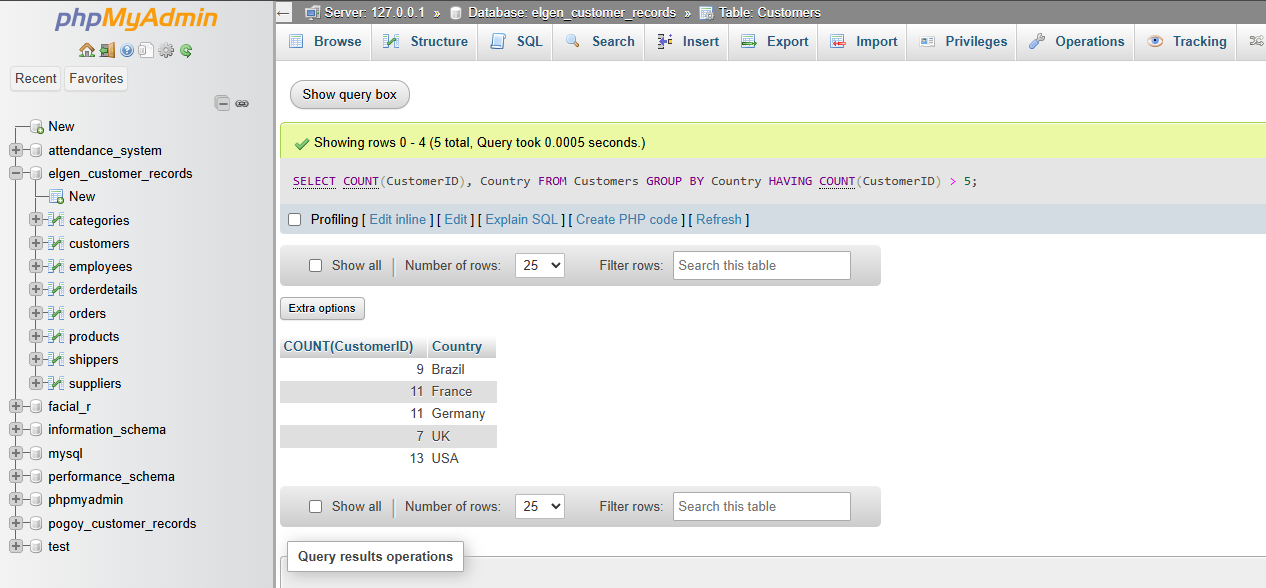 phpMyAdmin
Recent Favorites
New
attendance_system
elgen_customer_records
New
categories
customers
employees
orderdetails
orders
products
shippers
suppliers
facial_r
information_schema
mysql
performance_schema
phpmyadmin
pogoy_customer_records
test
Server: 127.0.0.1 » Database: elgen_customer_records » Table: Customers
Browse Structure SQL Search Insert Export Import Privileges Operations Tracking
Show query box
Showing rows 0 - 4 (5 total, Query took 0.0005 seconds.)
SELECT COUNT(CustomerID), Country FROM Customers GROUP BY Country HAVING COUNT(CustomerID) > 5;
Profiling [ Edit inline ] [ Edit ] [ Explain SQL ] [ Create PHP code ] [ Refresh ]
Show all | Number of rows: 25 Filter rows: Search this table
Extra options
COUNT(CustomerID) Country
9 Brazil
11 France
11 Germany
7 UK
13 USA
Show all | Number of rows: 25 Filter rows: Search this table
Query results operations